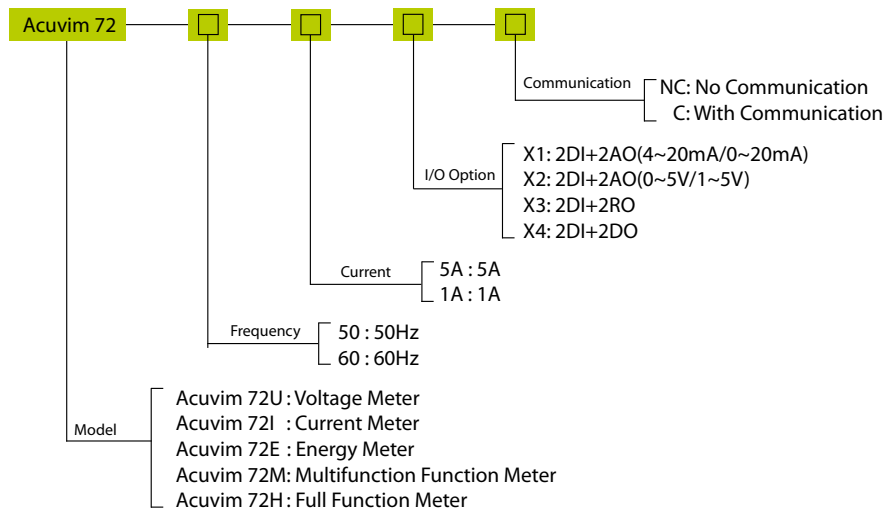 Acuvim 72
Communication
NC: No Communication
C: With Communication
I/O Option
X1: 2DI+2AO(4~20mA/0~20mA)
X2: 2DI+2AO(0~5V/1~5V)
X3: 2DI+2RO
X4: 2DI+2DO
Current
5A : 5A
1A : 1A
Frequency
50 : 50Hz
60 : 60Hz
Model
Acuvim 72U : Voltage Meter
Acuvim 72I : Current Meter
Acuvim 72E : Energy Meter
Acuvim 72M: Multifunction Function Meter
Acuvim 72H : Full Function Meter